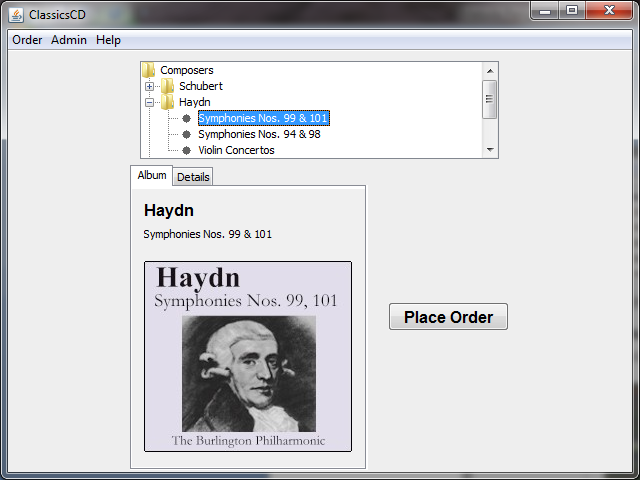 ClassicsCD
Order Admin Help
Composers
Schubert
Haydn
Symphonies Nos. 99 & 101
Symphonies Nos. 94 & 98
Violin Concertos
Album Details
Haydn
Symphonies Nos. 99 & 101
Haydn
Symphonies Nos. 99, 101
The Burlington Philharmonic
Place Order